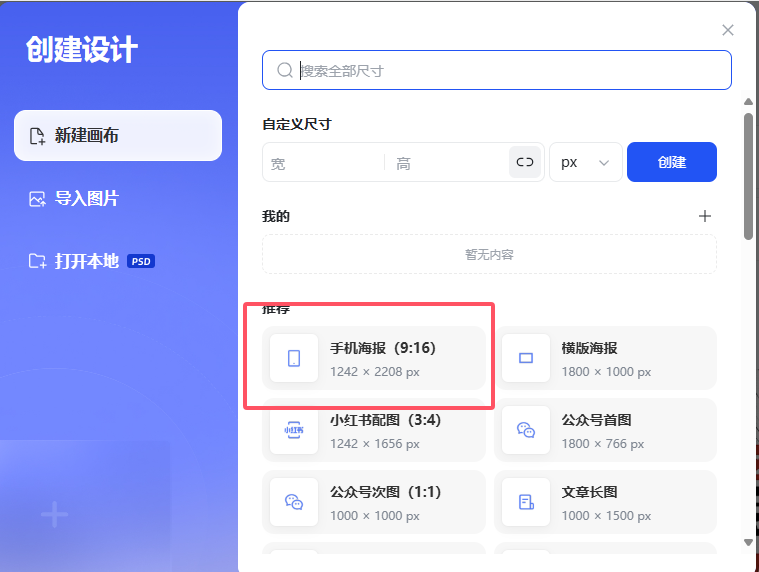 创建设计
新建画布
导入图片
打开本地 PSD
搜索全部尺寸
自定义尺寸
宽 高 px 创建
我的
暂无内容
推荐
手机海报（9:16）
1242 × 2208 px
横版海报
1800 × 1000 px
小红书配图（3:4）
小红书
1242 × 1656 px
公众号首图
1800 × 766 px
公众号次图（1:1）
1000 × 1000 px
文章长图
1000 × 1500 px